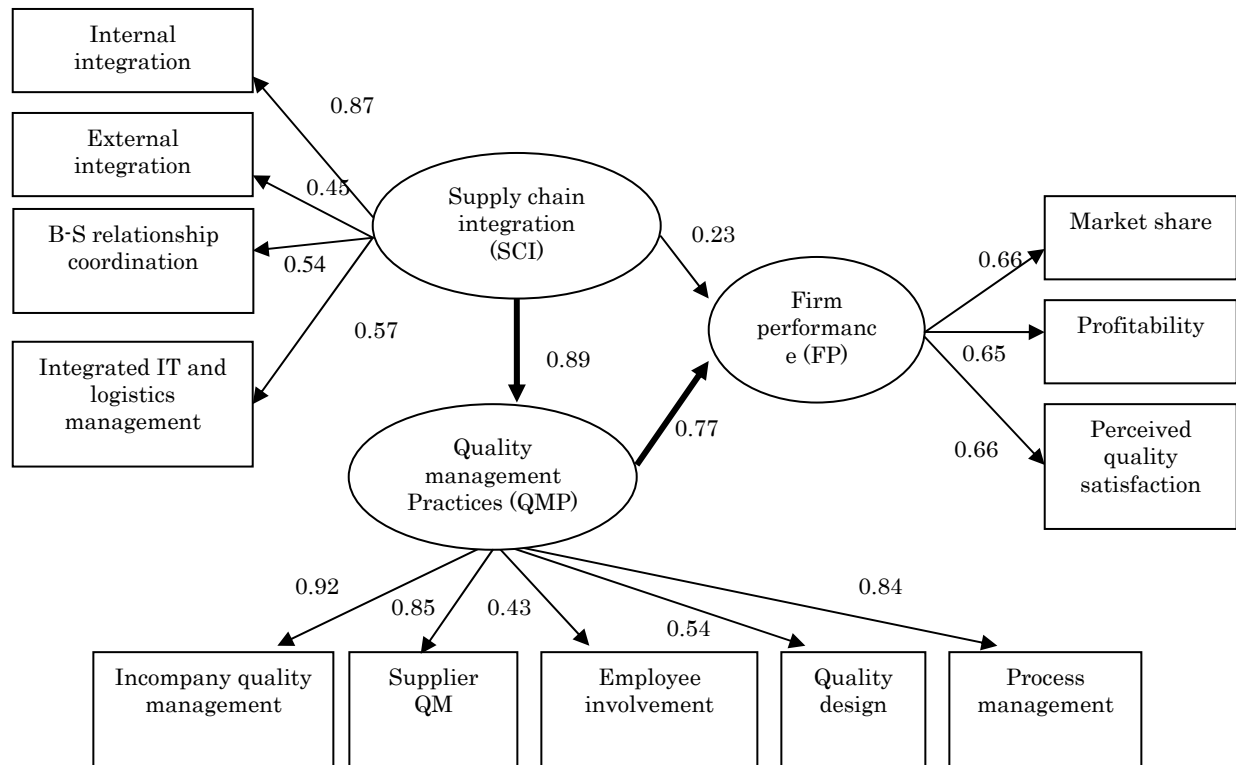 Internal
integration
0.87
External
integration
0.45
B-S relationship
coordination
0.54
Integrated IT and
logistics
management
0.57
Supply chain
integration
(SCI)
0.23
0.89
Quality
management
Practices (QMP)
0.77
Firm
performanc
e (FP)
0.66
Market share
0.65
Profitability
0.66
Perceived
quality
satisfaction
0.92
0.85
0.43
0.54
0.84
Incompany quality
management
Supplier
QM
Employee
involvement
Quality
design
Process
management